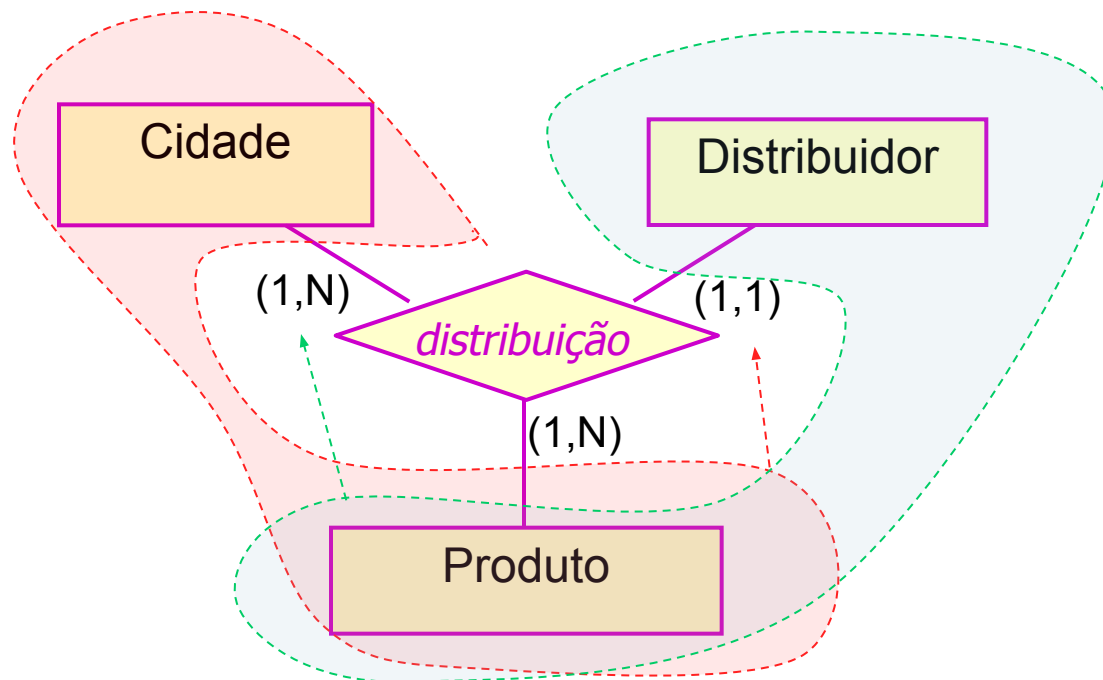 Cidade
Distribuidor
(1,N)
(1,1)
distribuição
(1,N)
Produto